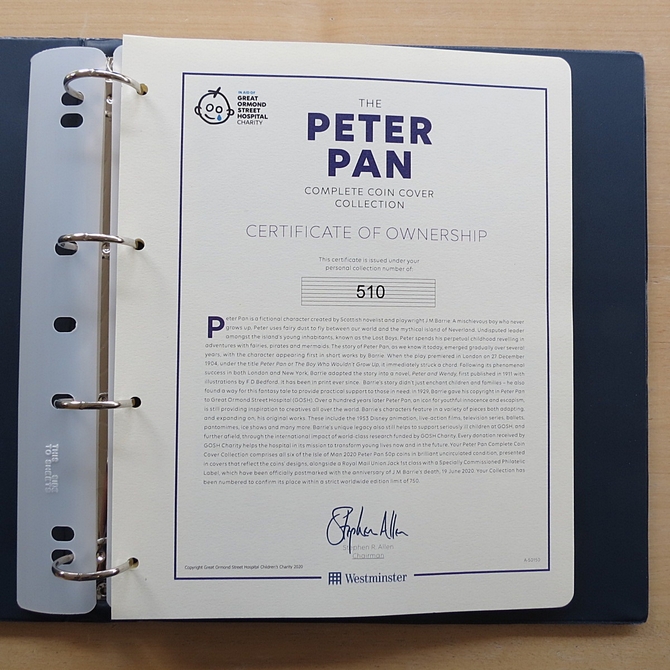 IN AID OF
GREAT
ORMOND
STREET
HOSPITAL
CHARITY
THE
PETER
PAN
COMPLETE COIN COVER
COLLECTION
CERTIFICATE OF OWNERSHIP
This certificate is issued under your
personal collection number of:
510
Peter Pan is a fictional character created by Scottish novelist and playwright J.M Barrie. A mischievous boy who never
grows up, Peter uses fairy dust to fly between our world and the mythical island of Neverland. Undisputed leader
amongst the island's young inhabitants, known as the Lost Boys, Peter spends his perpetual childhood revelling in
adventures with fairies, pirates and mermaids. The story of Peter Pan, as we know it today, emerged gradually over several
years, with the character appearing first in short works by Barrie. When the play premiered in London on 27 December
1904, under the title Peter Pan or The Boy Who Wouldn't Grow Up, it immediately struck a chord. Following its phenomenal
success in both London and New York, Barrie adapted the story into a novel, Peter and Wendy, first published in 1911 with
illustrations by F.D Bedford. It has been in print ever since. Barrie's story didn't just enchant children and families – he also
found a way for this fantasy tale to provide practical support to those in need. In 1929, Barrie gave his copyright in Peter Pan
to Great Ormond Street Hospital (GOSH). Over a hundred years later Peter Pan, an icon for youthful innocence and escapism,
is still providing inspiration to creatives all over the world. Barrie's characters feature in a variety of pieces both adapting,
and expanding on, his original works. These include the 1953 Disney animation, live-action films, television series, ballets,
pantomimes, ice shows and many more. Barrie's unique legacy also still helps to support seriously ill children at GOSH, and
further afield, through the international impact of world class research funded by GOSH Charity. Every donation received by
GOSH Charity helps the hospital in its mission to transform young lives now and in the future. Your Peter Pan Complete Coin
Cover Collection comprises all six of the Isle of Man 2020 Peter Pan 50p coins in brilliant uncirculated condition, presented
in covers that reflect the coins' designs, alongside a Royal Mail Union Jack 1st class with a Specially Commissioned Philatelic
Label, which have been officially postmarked with the anniversary of J.M Barrie's death, 19 June 2020. Your Collection has
been numbered to confirm its place within a strict worldwide edition limit of 750.
Stephen Allen
Stephen R. Allen
Chairman
Copyright Great Ormond Street Hospital Children's Charity 2020
Westminster